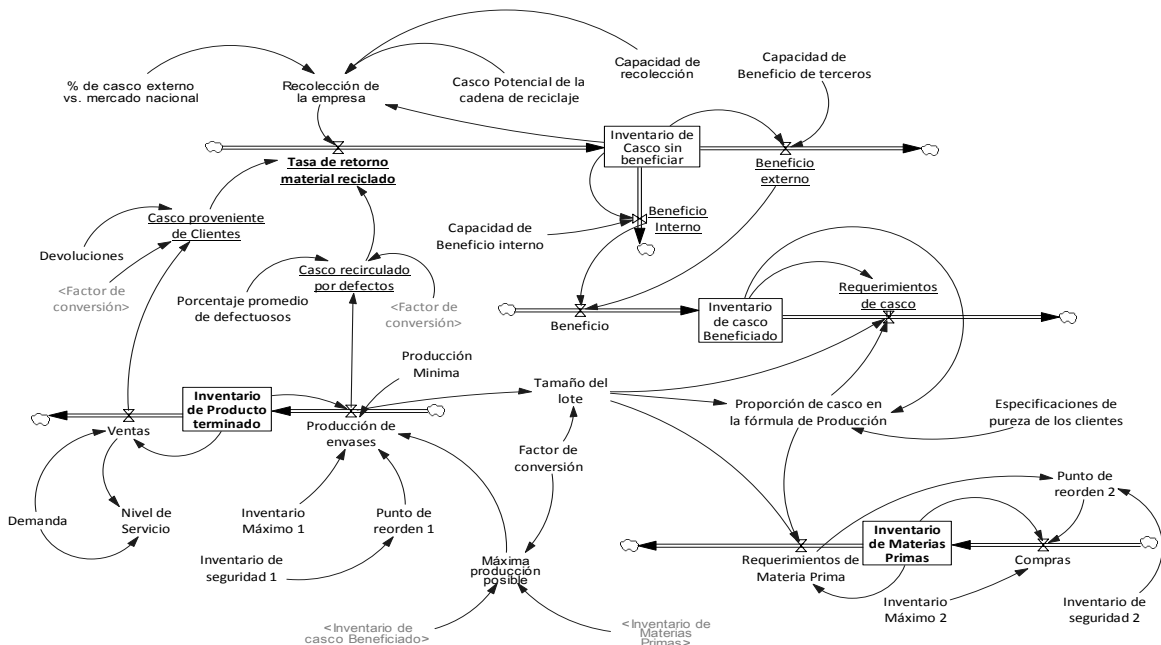 Capacidad de
recolección
Capacidad de
Beneficio de terceros
% de casco externo
vs. mercado nacional
Recolección de
la empresa
Casco Potencial de la
cadena de reciclaje
Inventario de
Casco sin
beneficiar
Tasa de retorno
material reciclado
Beneficio
externo
Casco proveniente
de Clientes
Beneficio
Interno
Capacidad de
Beneficio interno
Devoluciones
<Factor de
conversión>
Casco recirculado
por defectos
Porcentaje promedio
de defectuosos
<Factor de
conversión>
Requerimientos
de casco
Beneficio
Inventario
de casco
Beneficiado
Producción
Minima
Tamaño del
lote
Inventario
de Producto
terminado
Proporción de casco en
la fórmula de Producción
Especificaciones de
pureza de los clientes
Ventas
Producción de
envases
Factor de
conversión
Demanda
Nivel de
Servicio
Inventario
Máximo 1
Punto de
reorden 1
Punto de
reorden 2
Inventario de
seguridad 1
Máxima
producción
posible
Requerimientos de
Materia Prima
Inventario
de Materias
Primas
Compras
Inventario
Máximo 2
Inventario de
seguridad 2
<Inventario de
casco Beneficiado>
<Inventario de
Materias
Primas>